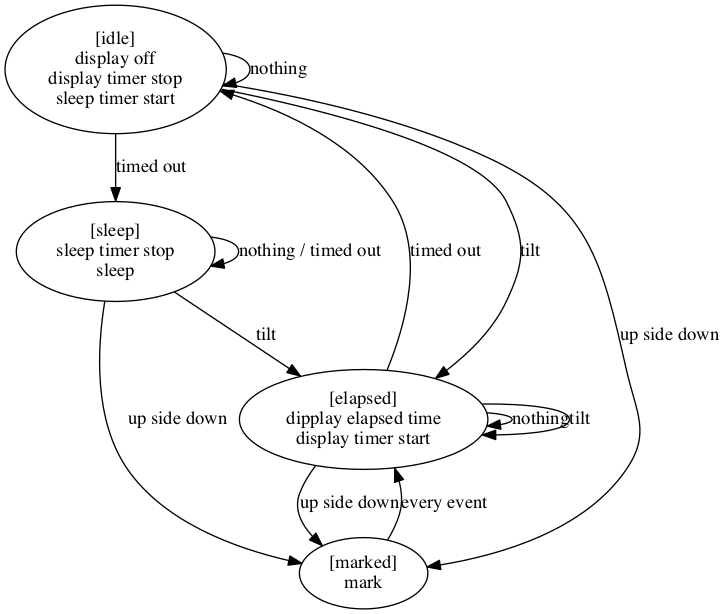 [idle]
display off
display timer stop
sleep timer start
nothing
timed out
[sleep]
sleep timer stop
sleep
nothing / timed out
timed out
tilt
tilt
up side down
[elapsed]
dipplay elapsed time
display timer start
nothing
tilt
up side down
up side down
every event
[marked]
mark